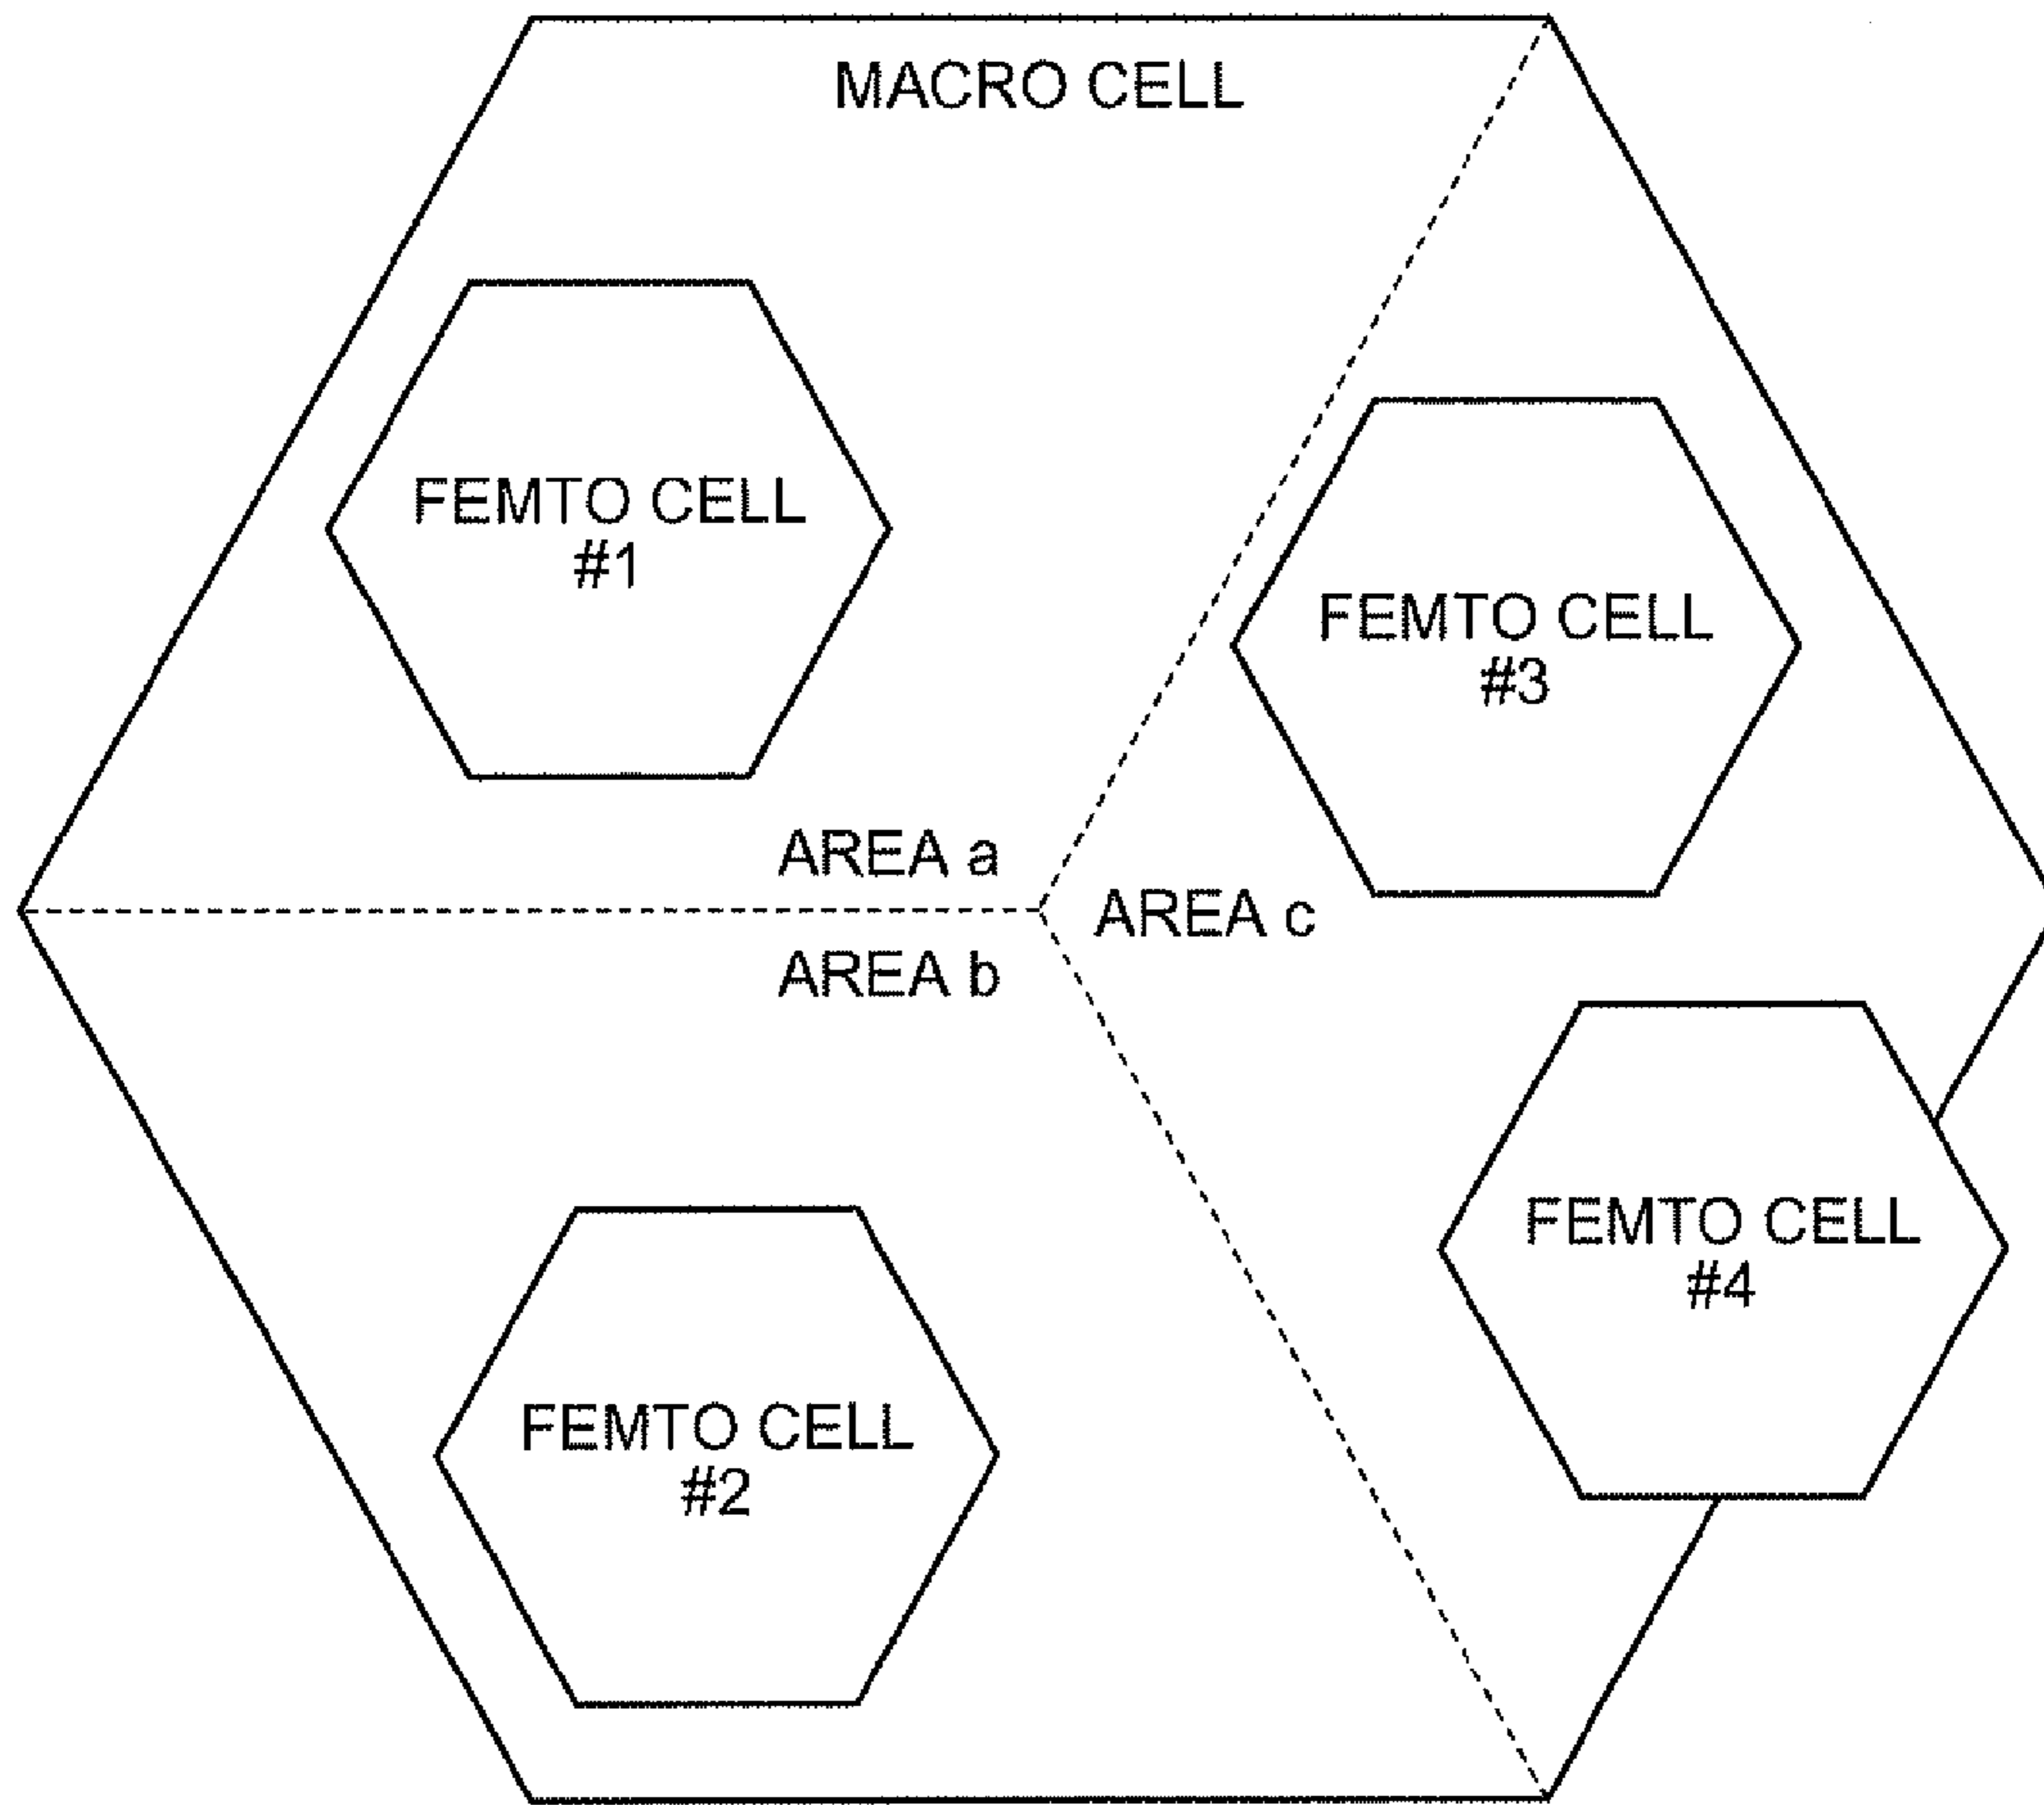 MACRO CELL
FEMTO CELL
#1
FEMTO CELL
#3
AREA a
AREA c
AREA b
FEMTO CELL
#4
FEMTO CELL
#2